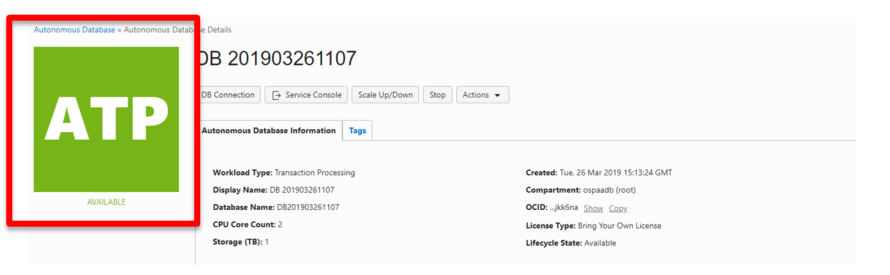 Autonomous Database » Autonomous Database Details
DB 201903261107
DB Connection Service Console Scale Up/Down Stop Actions
ATP
AVAILABLE
Autonomous Database Information Tags
Workload Type: Transaction Processing
Display Name: DB 201903261107
Database Name: DB201903261107
CPU Core Count: 2
Storage (TB): 1
Created: Tue, 26 Mar 2019 15:13:24 GMT
Compartment: ospaadb (root)
OCID: ...jkk6na Show Copy
License Type: Bring Your Own License
Lifecycle State: Available